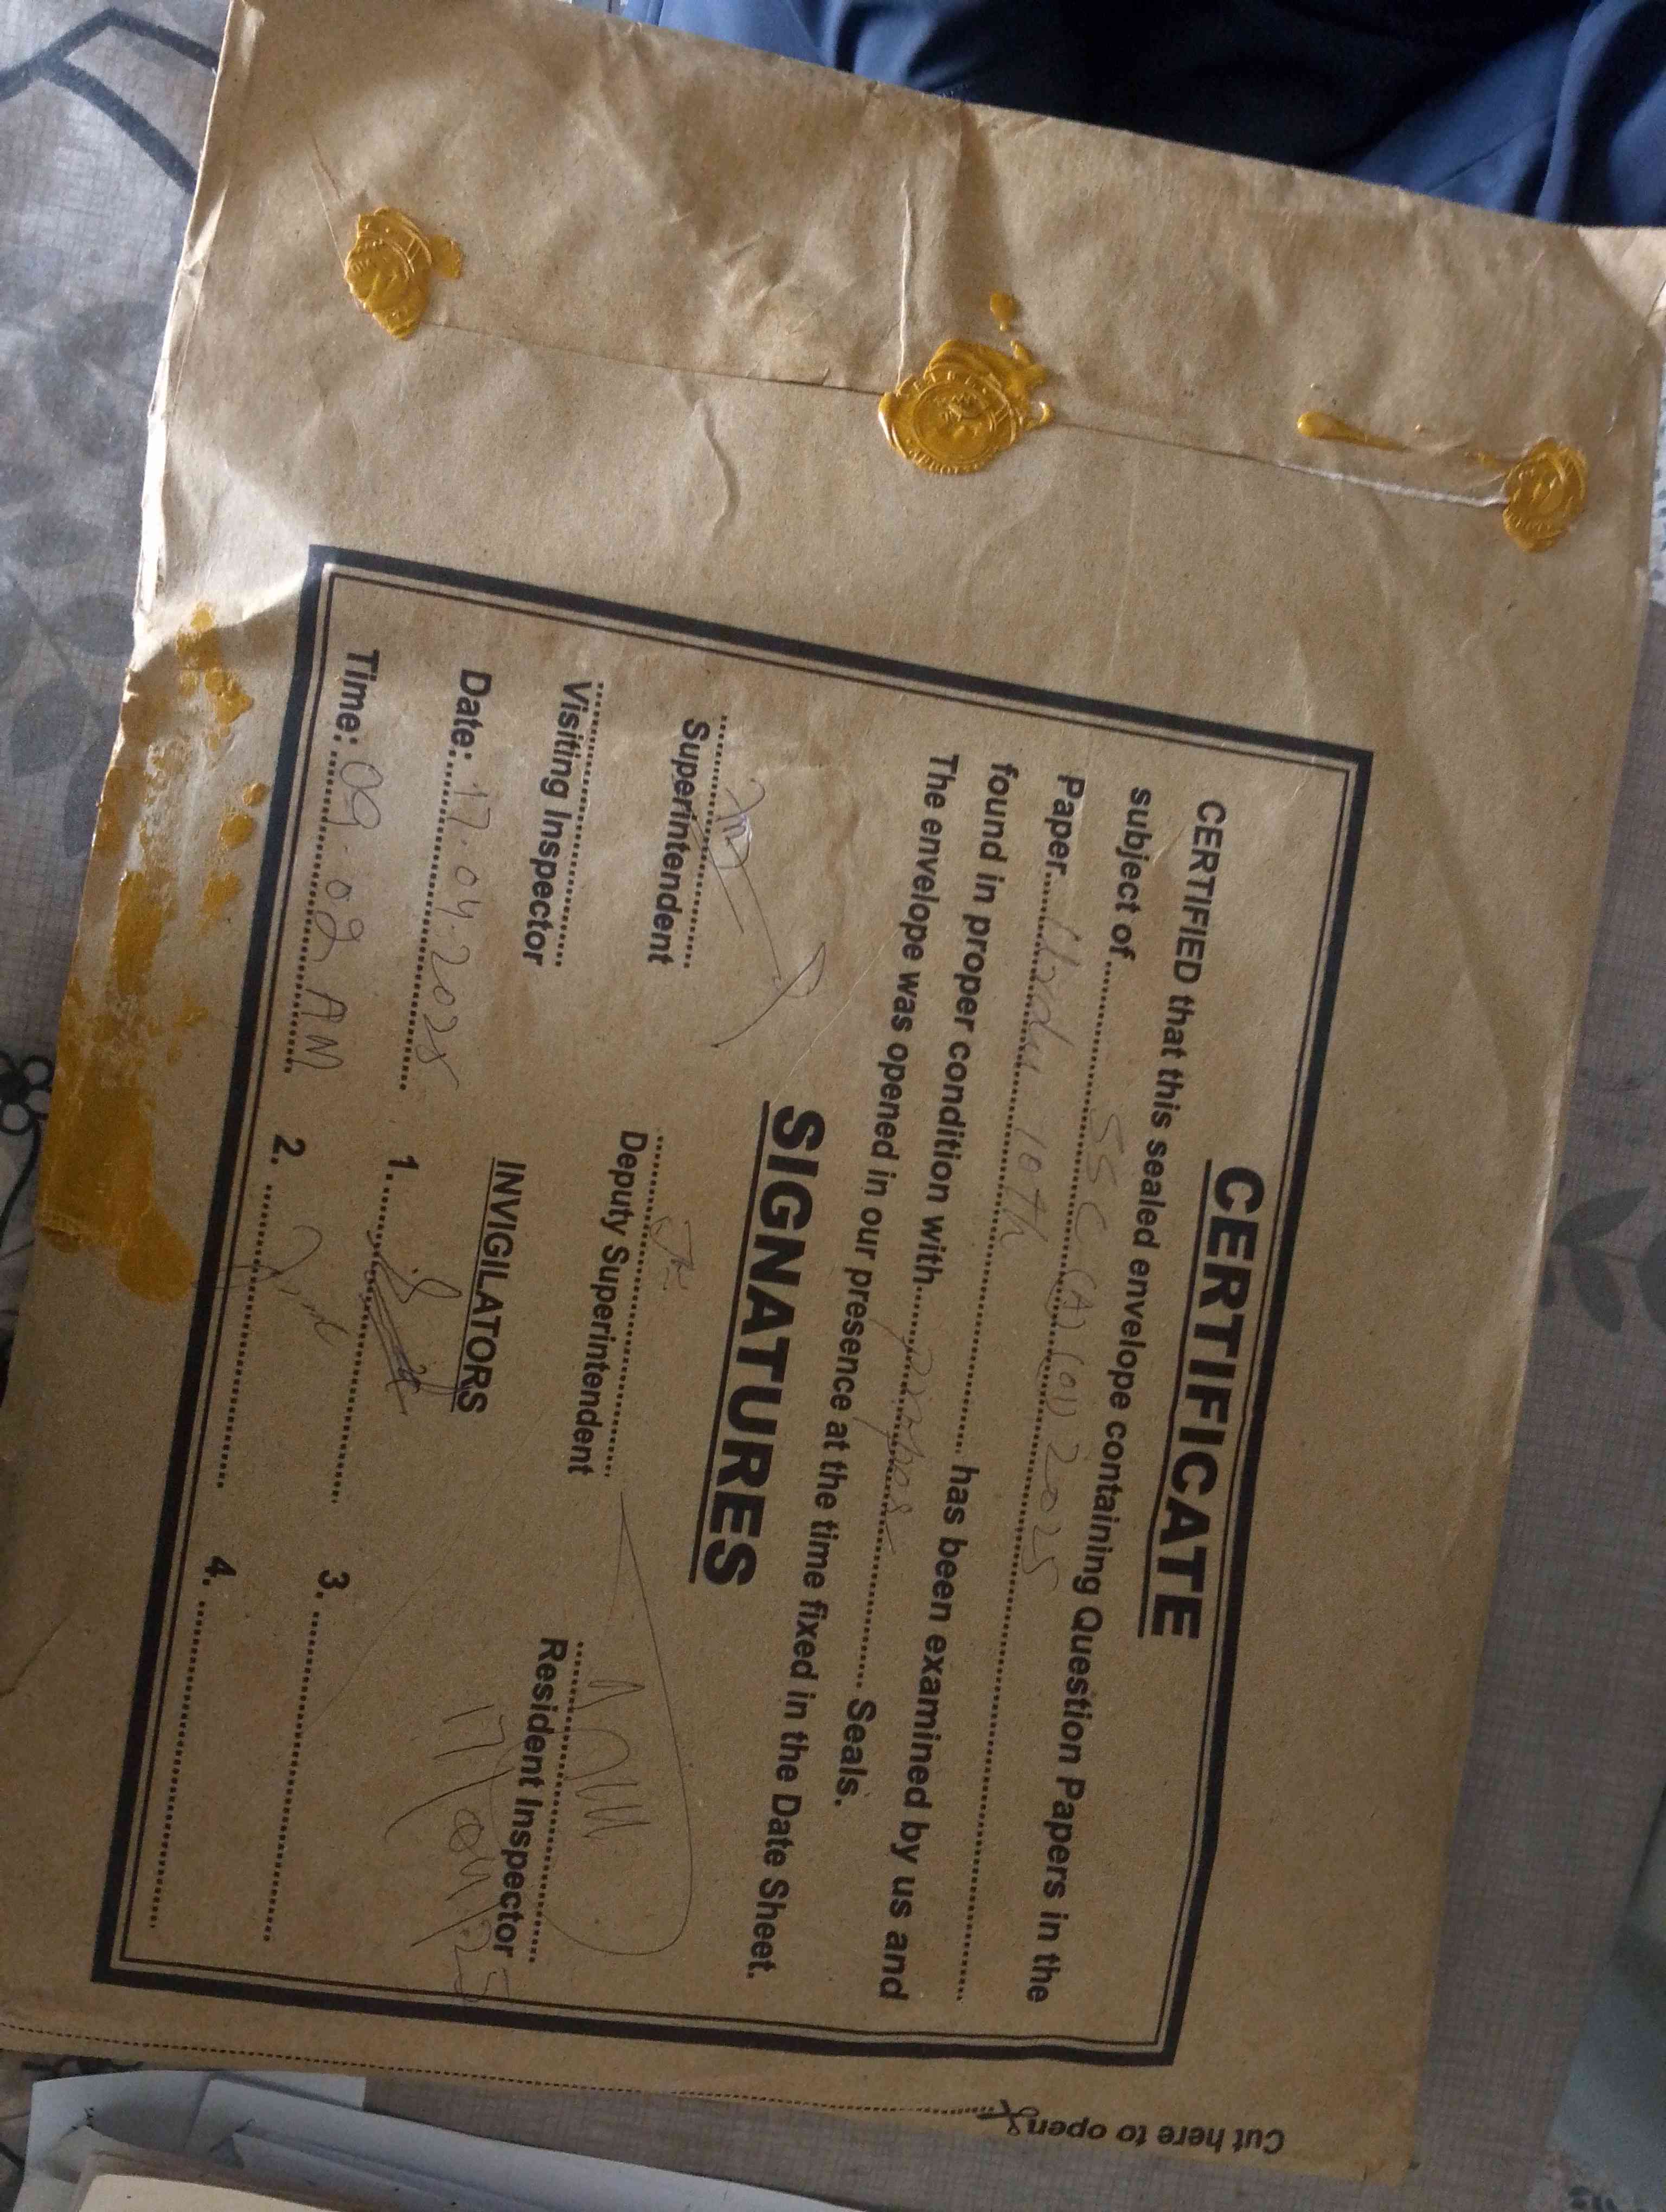 CERTIFICATE
CERTIFIED that this sealed envelope containing Question Papers in the
subject of.......... SSC (A) (01) 2025
Paper.....Urdu 10th.......... has been examined by us and
found in proper condition with.................... Seals.
The envelope was opened in our presence at the time fixed in the Date Sheet.
SIGNATURES
Superintendent
Deputy Superintendent
Resident Inspector
17/04/25
Visiting Inspector
INVIGILATORS
Date: 17.04.2025
1.
3.
Time: 09.02 AM
2.
4.
Cut here to open